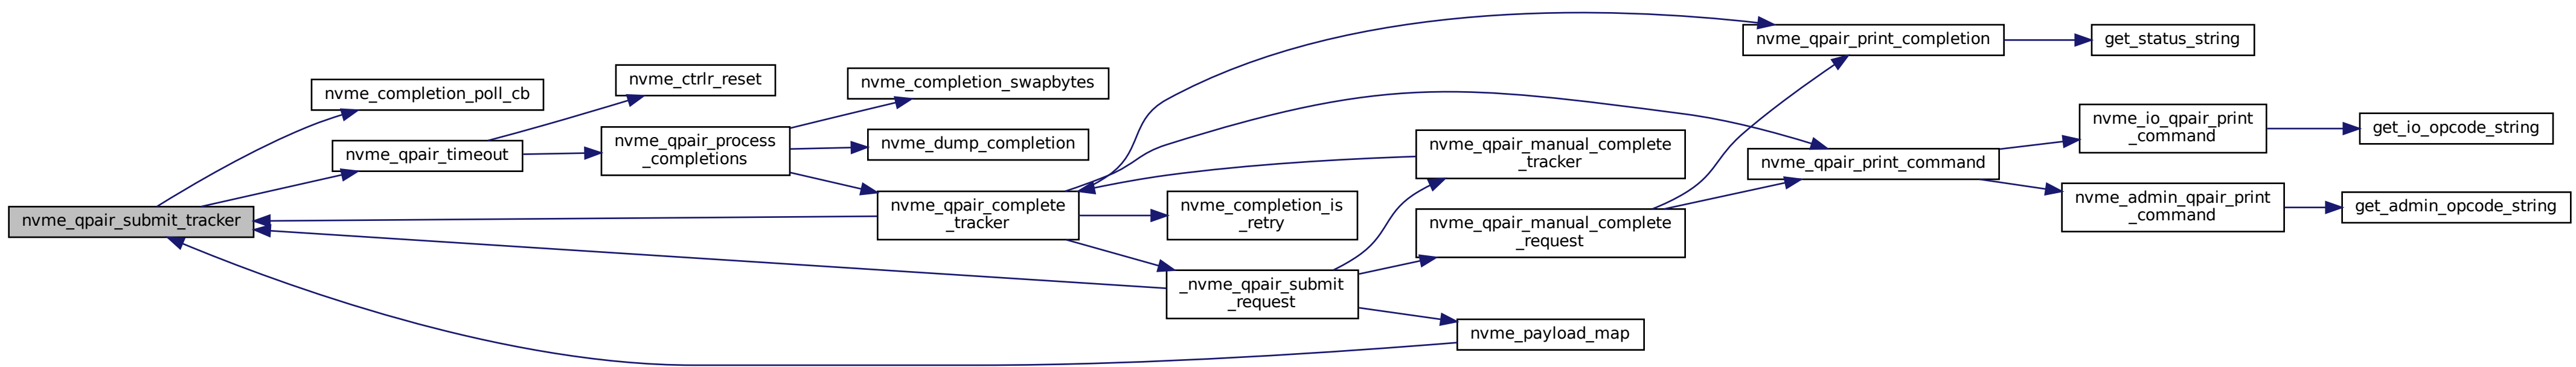 nvme_qpair_submit_tracker
nvme_completion_poll_cb
nvme_qpair_timeout
nvme_ctrlr_reset
nvme_qpair_process
_completions
nvme_completion_swapbytes
nvme_dump_completion
nvme_qpair_complete
_tracker
nvme_completion_is
_retry
_nvme_qpair_submit
_request
nvme_qpair_manual_complete
_tracker
nvme_qpair_manual_complete
_request
nvme_payload_map
nvme_qpair_print_completion
nvme_qpair_print_command
get_status_string
nvme_io_qpair_print
_command
nvme_admin_qpair_print
_command
get_io_opcode_string
get_admin_opcode_string